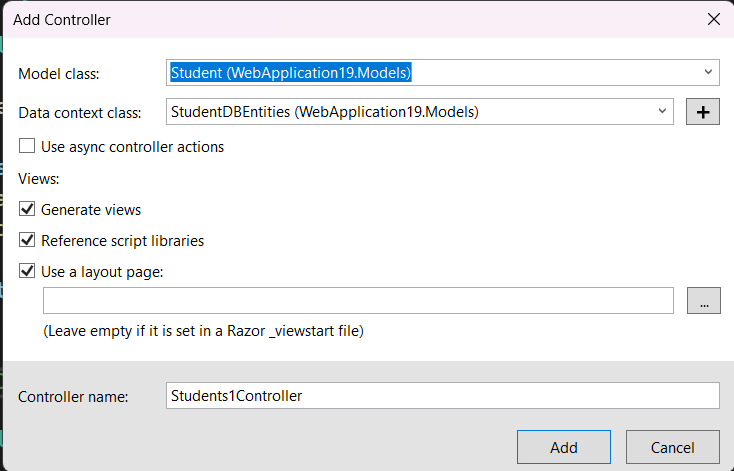 Add Controller
Model class: Student (WebApplication19.Models)
Data context class: StudentDBEntities (WebApplication19.Models) +
Use async controller actions
Views:
Generate views
Reference script libraries
Use a layout page:
...
(Leave empty if it is set in a Razor _viewstart file)
Controller name: Students1Controller
Add Cancel